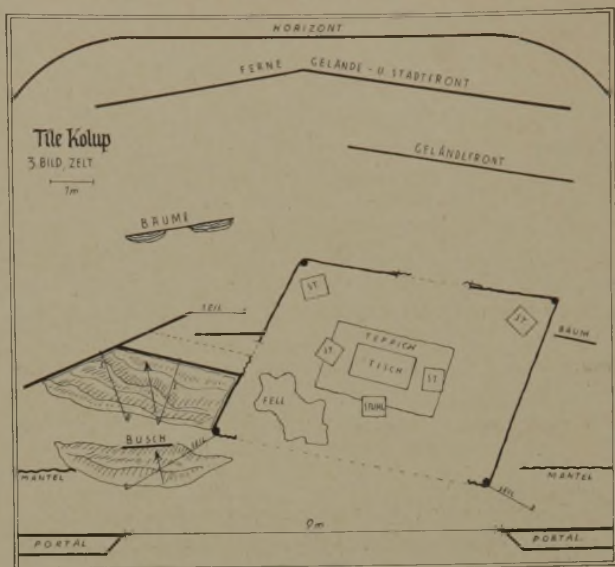 HORIZONT
FERNE GELÄNDE - U. STADTFRONT
Tile Kolup
3. BILD, ZELT.
1m
GELÄNDEFRONT
BÄUME
SEIL
ST.
ST.
BAUM
TEPPICH
ST.
TISCH
ST.
FELL
STUHL
BUSCH
SEIL
MANTEL
MANTEL
SEIL
9m
PORTAL
PORTAL